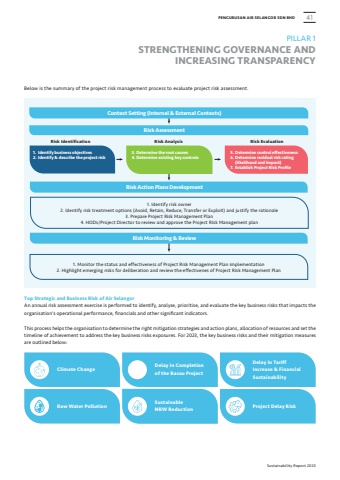 PENGURUSAN AIR SELANGOR SDN BHD 41
PILLAR 1
STRENGTHENING GOVERNANCE AND
INCREASING TRANSPARENCY
Below is the summary of the project risk management process to evaluate project risk assessment.
Context Setting (Internal & External Contexts)
Risk Assessment
Risk Identification
1. Identify business objectives
2. Identify & describe the project risk
Risk Analysis
3. Determine the root causes
4. Determine existing key controls
Risk Evaluation
5. Determine control effectiveness
6. Determine residual risk rating
(likelihood and impact)
7. Establish Project Risk Profile
Risk Action Plans Development
1. Identify risk owner
2. Identify risk treatment options (Avoid, Retain, Reduce, Transfer or Exploit) and justify the rationale
3. Prepare Project Risk Management Plan
4. HODs/Project Director to review and approve the Project Risk Management plan
Risk Monitoring & Review
1. Monitor the status and effectiveness of Project Risk Management Plan implementation
2. Highlight emerging risks for deliberation and review the effectiveness of Project Risk Management Plan
Top Strategic and Business Risk of Air Selangor
An annual risk assessment exercise is performed to identify, analyse, prioritise, and evaluate the key business risks that impacts the
organisation's operational performance, financials and other significant indicators.
This process helps the organisation to determine the right mitigation strategies and action plans, allocation of resources and set the
timeline of achievement to address the key business risks exposures. For 2023, the key business risks and their mitigation measures
are outlined below:
Climate Change
Delay in Completion
of the Rasau Project
Delay in Tariff
Increase & Financial
Sustainability
Raw Water Pollution
Sustainable
NRW Reduction
Project Delay Risk
Sustainability Report 2023